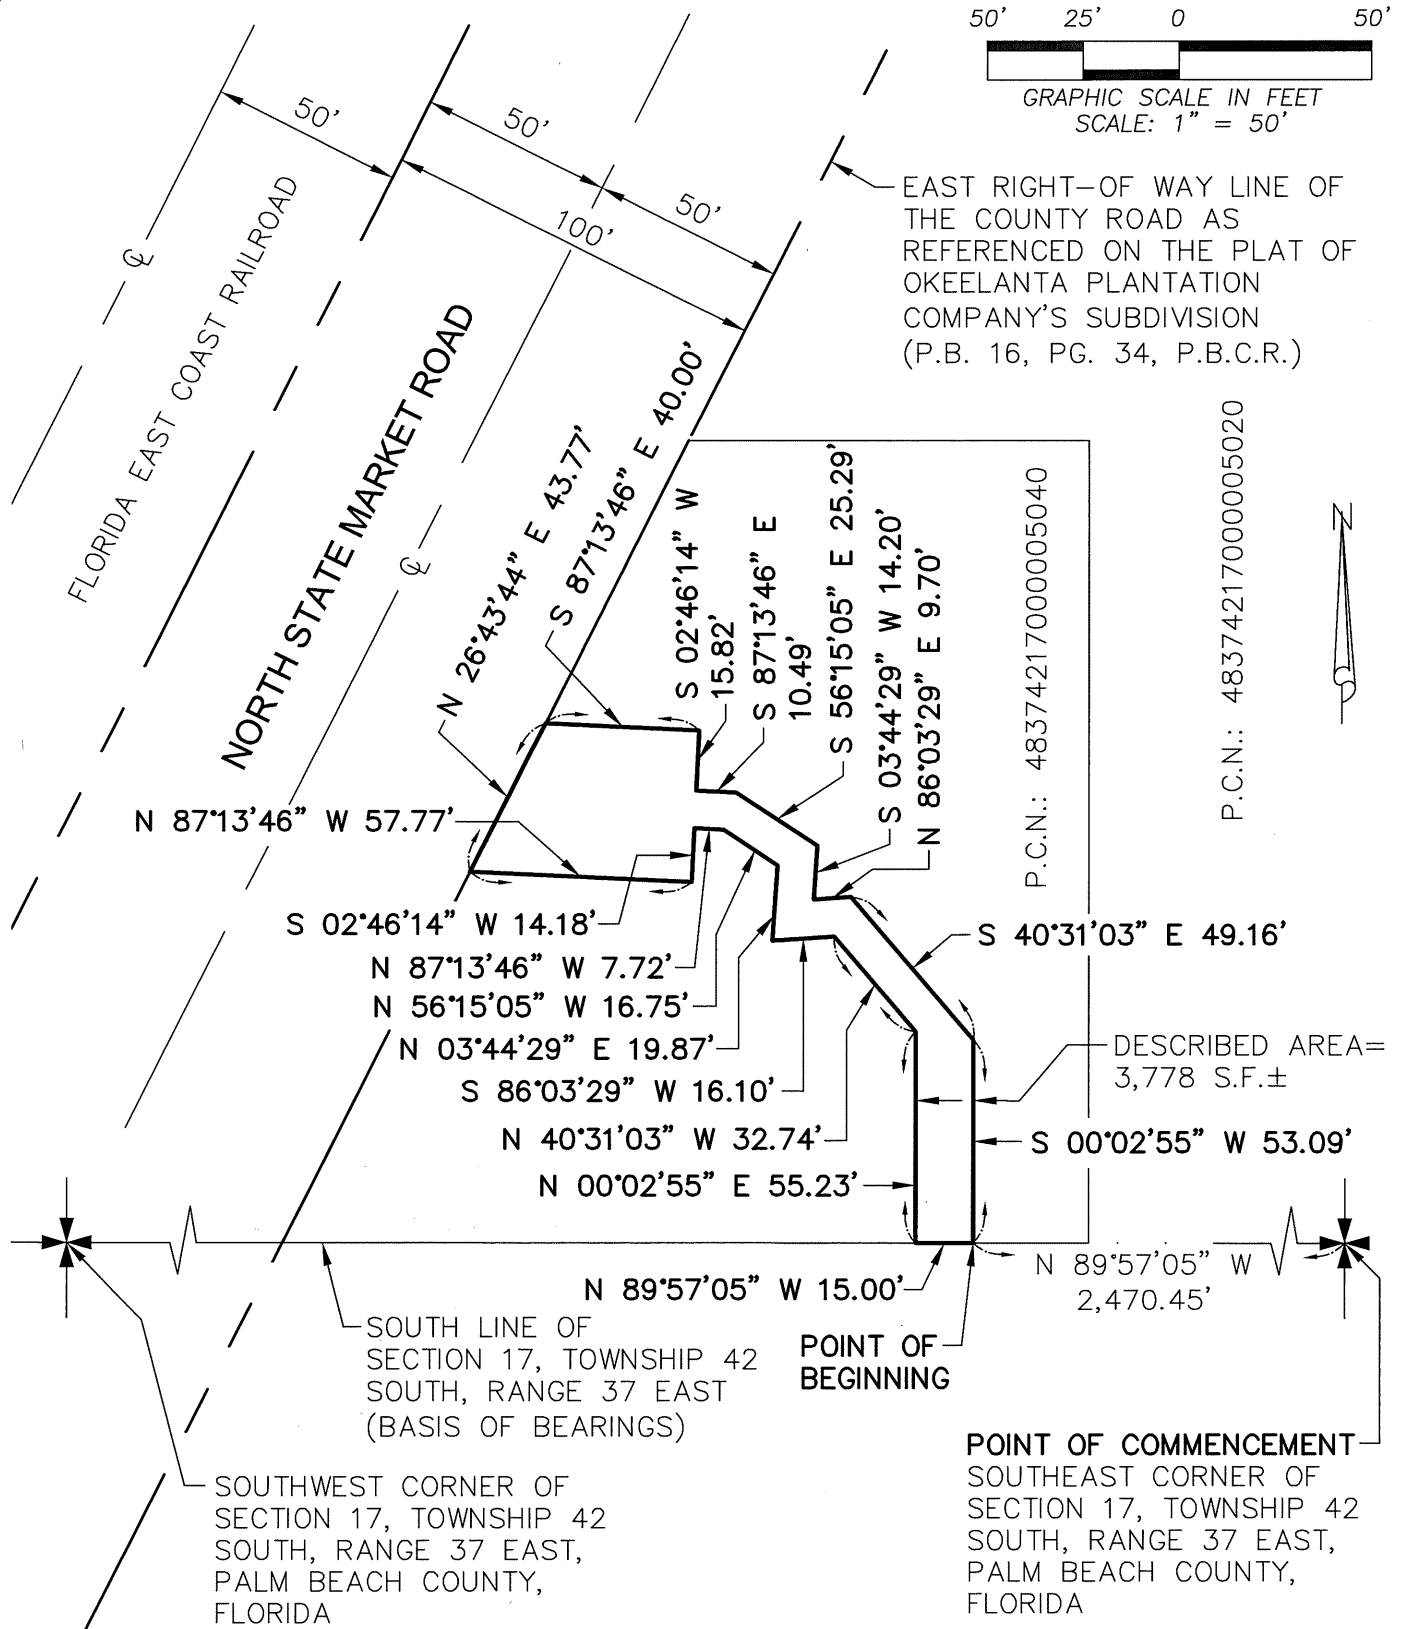 50' 25' 0 50'
GRAPHIC SCALE IN FEET
SCALE: 1" = 50'
50'
50'
50'
100'
EAST RIGHT-OF WAY LINE OF
THE COUNTY ROAD AS
REFERENCED ON THE PLAT OF
OKEELANTA PLANTATION
COMPANY'S SUBDIVISION
(P.B. 16, PG. 34, P.B.C.R.)
℄
FLORIDA EAST COAST RAILROAD
NORTH STATE MARKET ROAD
℄
N 26°43'44" E 43.77'
S 87°13'46" E 40.00'
S 02°46'14" W
15.82'
S 87°13'46" E
10.49'
S 56°15'05" E 25.29'
S 03°44'29" W 14.20'
N 86°03'29" E 9.70'
P.C.N.: 48374217000005040
P.C.N.: 48374217000005020
N
N 87°13'46" W 57.77'
S 02°46'14" W 14.18'
N 87°13'46" W 7.72'
N 56°15'05" W 16.75'
N 03°44'29" E 19.87'
S 86°03'29" W 16.10'
N 40°31'03" W 32.74'
N 00°02'55" E 55.23'
S 40°31'03" E 49.16'
DESCRIBED AREA=
3,778 S.F.±
S 00°02'55" W 53.09'
N 89°57'05" W 15.00'
N 89°57'05" W
2,470.45'
SOUTH LINE OF
SECTION 17, TOWNSHIP 42
SOUTH, RANGE 37 EAST
(BASIS OF BEARINGS)
POINT OF
BEGINNING
SOUTHWEST CORNER OF
SECTION 17, TOWNSHIP 42
SOUTH, RANGE 37 EAST,
PALM BEACH COUNTY,
FLORIDA
POINT OF COMMENCEMENT
SOUTHEAST CORNER OF
SECTION 17, TOWNSHIP 42
SOUTH, RANGE 37 EAST,
PALM BEACH COUNTY,
FLORIDA